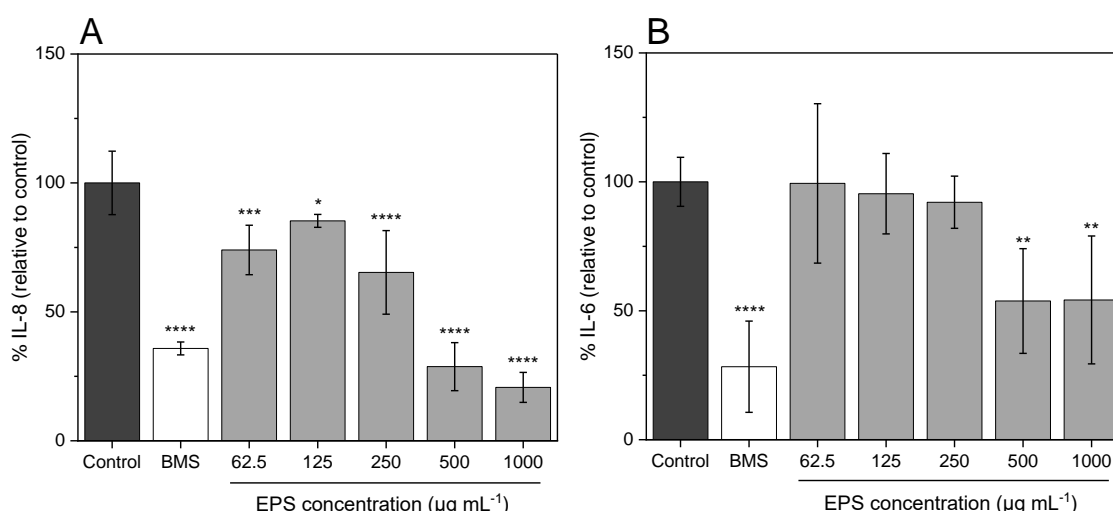 A
150
100
50
0
% IL-8 (relative to control)
***
*
****
****
****
****
Control BMS 62.5 125 250 500 1000
EPS concentration (µg mL-1)
B
150
100
50
0
% IL-6 (relative to control)
****
**
**
Control BMS 62.5 125 250 500 1000
EPS concentration (µg mL-1)